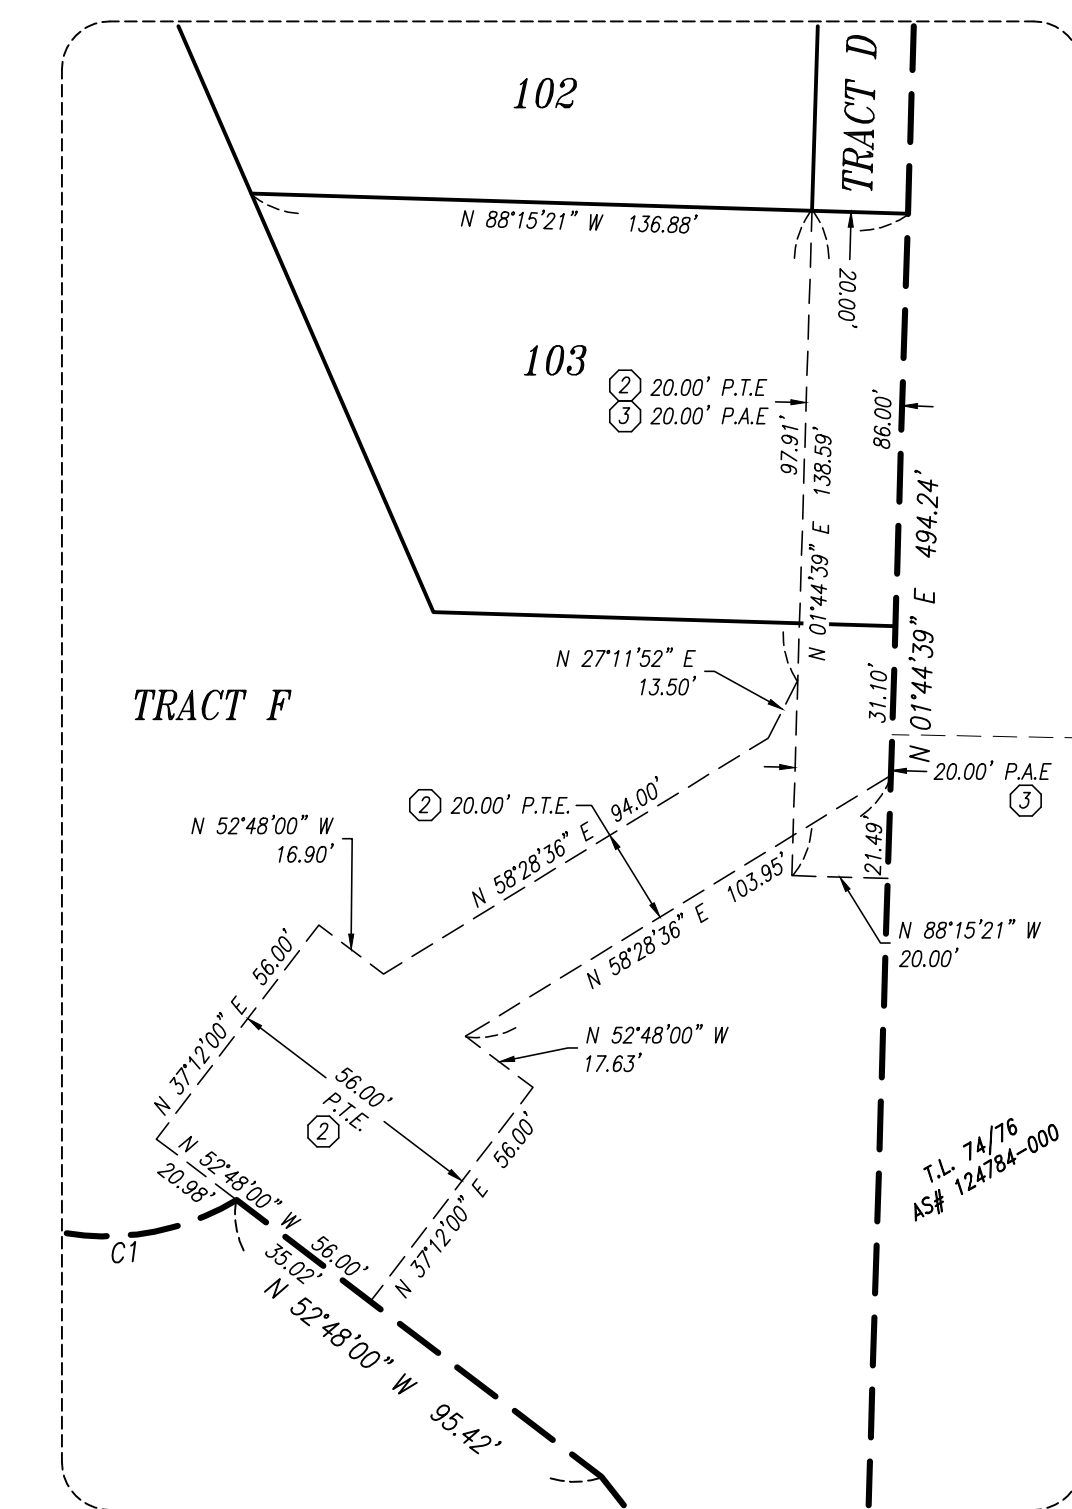 102
TRACT D
N 88°15'21" W 136.88'
20.00'
103
2 20.00' P.T.E
3 20.00' P.A.E
97.91'
N 01°44'39" E 138.59'
86.00'
N 01°44'39" E 494.24'
N 27°11'52" E
13.50'
31.10'
TRACT F
20.00' P.A.E
3
2 20.00' P.T.E.
N 52°48'00" W
16.90'
N 58°28'36" E 94.00'
21.49'
N 58°28'36" E 103.95'
N 88°15'21" W
20.00'
N 37°12'00" E 56.00'
N 52°48'00" W
17.63'
56.00'
P.T.E.
2
N 37°12'00" E 56.00'
T.L. 74/76
AS# 124784-000
N 52°48'00" W 56.00'
20.98'
35.02'
C1
N 52°48'00" W 95.42'